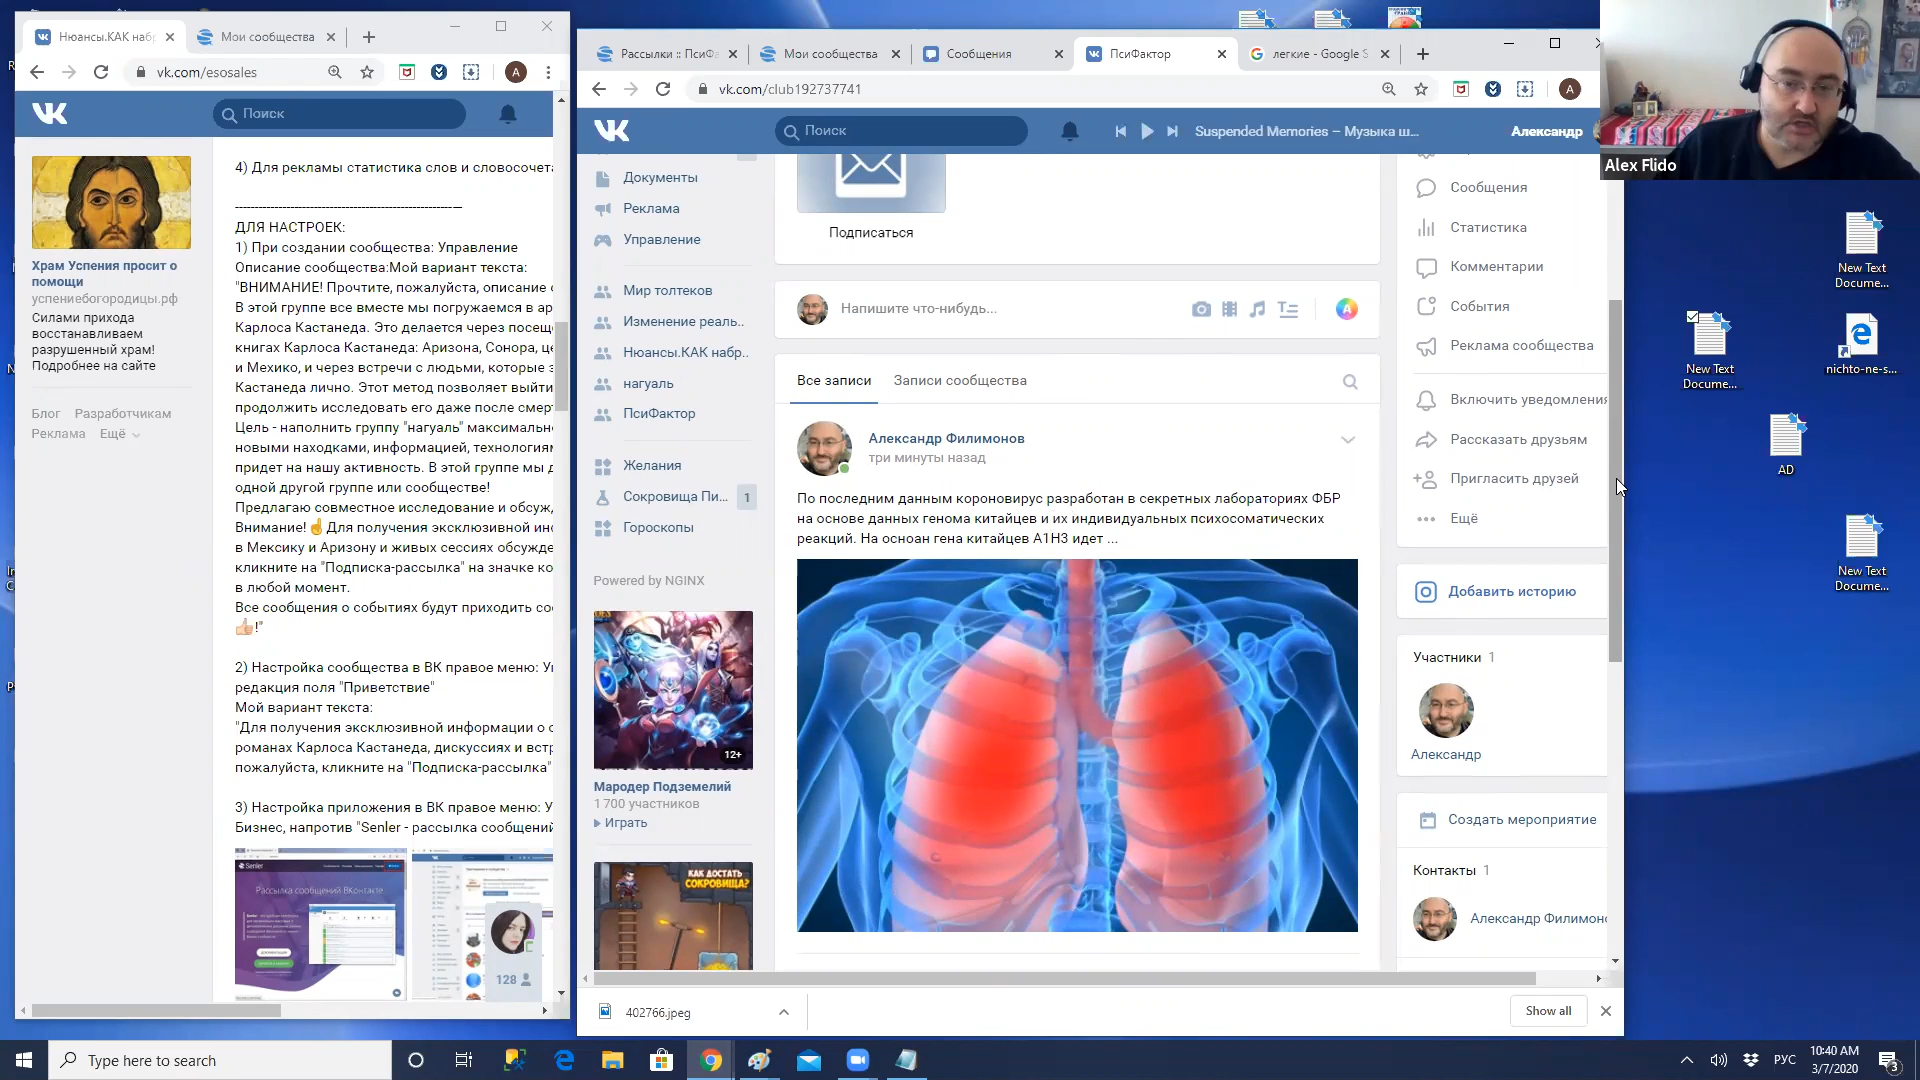 Нюансы.КАК наб
Мои сообщества
vk.com/esosales
A
Поиск
Храм Успения просит о
помощи
успениебогородицы.рф
Силами прихода
восстанавливаем
разрушенный храм!
Подробнее на сайте
Блог Разработчикам
Реклама Ещё
4) Для рекламы статистика слов и словосочета
ДЛЯ НАСТРОЕК:
1) При создании сообщества: Управление
Описание сообщества:Мой вариант текста:
"ВНИМАНИЕ! Прочтите, пожалуйста, описание
В этой группе все вместе мы погружаемся в ар
Карлоса Кастанеда. Это делается через посещ
книгах Карлоса Кастанеда: Аризона, Сонора, це
и Мехико, и через встречи с людьми, которые
Кастанеда лично. Этот метод позволяет выйти
продолжить исследовать его даже после смер
Цель - наполнить группу "нагуаль" максимально
новыми находками, информацией, технология
придет на нашу активность. В этой группе мы д
одной другой группе или сообществе!
Предлагаю совместное исследование и обсуж
Внимание!☝Для получения эксклюзивной ин
в Мексику и Аризону и живых сессиях обсужде
кликните на "Подписка-рассылка" на значке ко
в любой момент.
Все сообщения о событиях будут приходить со
👍!"
2) Настройка сообщества в ВК правое меню: У
редакция поля "Приветствие"
Мой вариант текста:
"Для получения эксклюзивной информации о с
романах Карлоса Кастанеда, дискуссиях и вст
пожалуйста, кликните на "Подписка-рассылка"
3) Настройка приложения в ВК правое меню: У
Бизнес, напротив "Senler - рассылка сообщений
Senler
Рассылка сообщений ВКонтакте
128
Рассылки :: ПсиФ
Мои сообщества
Сообщения
ПсиФактор
легкие - Google S
vk.com/club192737741
A
Поиск
Suspended Memories – Музыка ш...
Александр
Документы
Реклама
Управление
Мир толтеков
Изменение реаль..
Нюансы.КАК набр..
нагуаль
ПсиФактор
Желания
Сокровища Пи... 1
Гороскопы
Powered by NGINX
12+
Мародер Подземелий
1 700 участников
Играть
КАК ДОСТАТЬ
СОКРОВИЩА?
Подписаться
Напишите что-нибудь...
Все записи Записи сообщества
Александр Филимонов
три минуты назад
По последним данным короновирус разработан в секретных лабораториях ФБР
на основе данных генома китайцев и их индивидуальных психосоматических
реакций. На осноан гена китайцев А1Н3 идет ...
Сообщения
Статистика
Комментарии
События
Реклама сообщества
Включить уведомления
Рассказать друзьям
Пригласить друзей
Ещё
Добавить историю
Участники 1
Александр
Создать мероприятие
Контакты 1
Александр Филимоно
402766.jpeg
Show all
Alex Flido
New Text
Docume...
New Text
Docume...
nichto-ne-s...
AD
New Text
Docume...
Type here to search
РУС
10:40 AM
3/7/2020
3